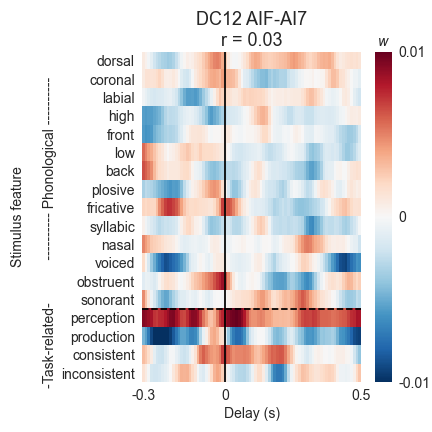 DC12 AIF-AI7
r = 0.03
w
dorsal
coronal
labial
high
front
low
back
plosive
fricative
syllabic
nasal
voiced
obstruent
sonorant
perception
production
consistent
inconsistent
Stimulus feature
-Task-related- -------- Phonological ----------
0.01
0
-0.01
-0.3 0 0.5
Delay (s)